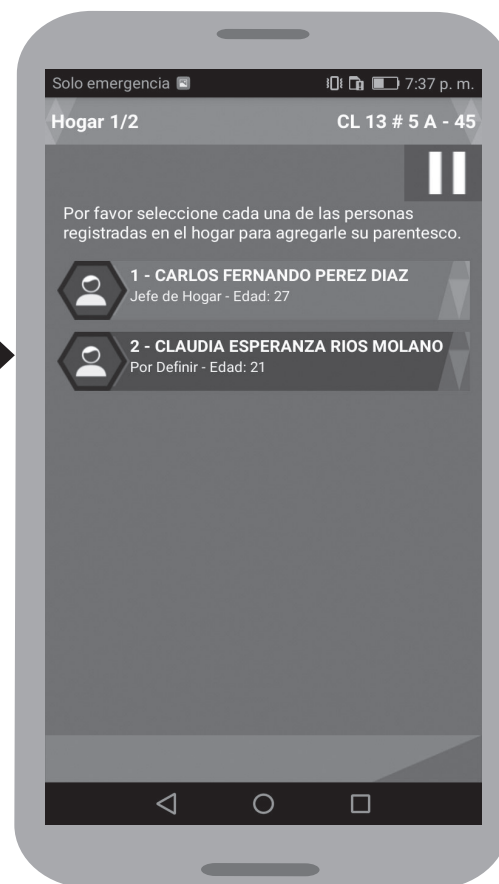 Solo emergencia 7:37 p. m.
Hogar 1/2 CL 13 # 5 A - 45
Por favor seleccione cada una de las personas
registradas en el hogar para agregarle su parentesco.
1 - CARLOS FERNANDO PEREZ DIAZ
Jefe de Hogar - Edad: 27
2 - CLAUDIA ESPERANZA RIOS MOLANO
Por Definir - Edad: 21